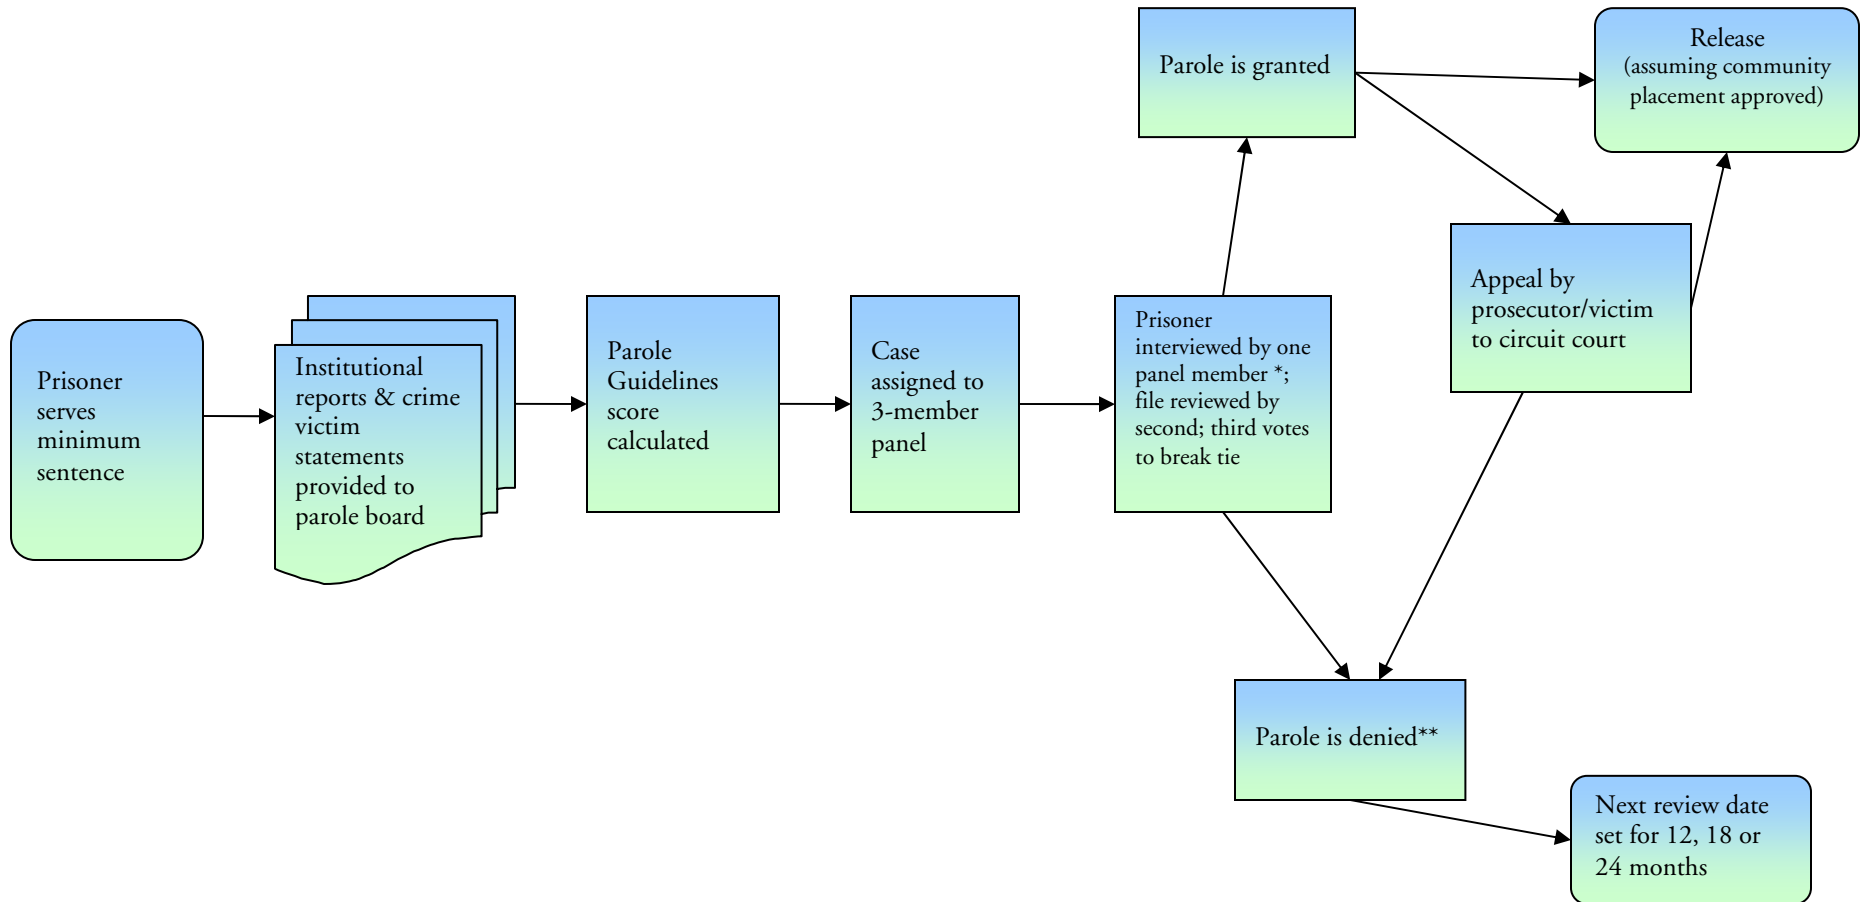 Prisoner
serves
minimum
sentence
Institutional
reports & crime
victim
statements
provided to
parole board
Parole
Guidelines
score
calculated
Case
assigned to
3-member
panel
Prisoner
interviewed by one
panel member *;
file reviewed by
second; third votes
to break tie
Parole is granted
Release
(assuming community
placement approved)
Appeal by
prosecutor/victim
to circuit court
Parole is denied**
Next review date
set for 12, 18 or
24 months